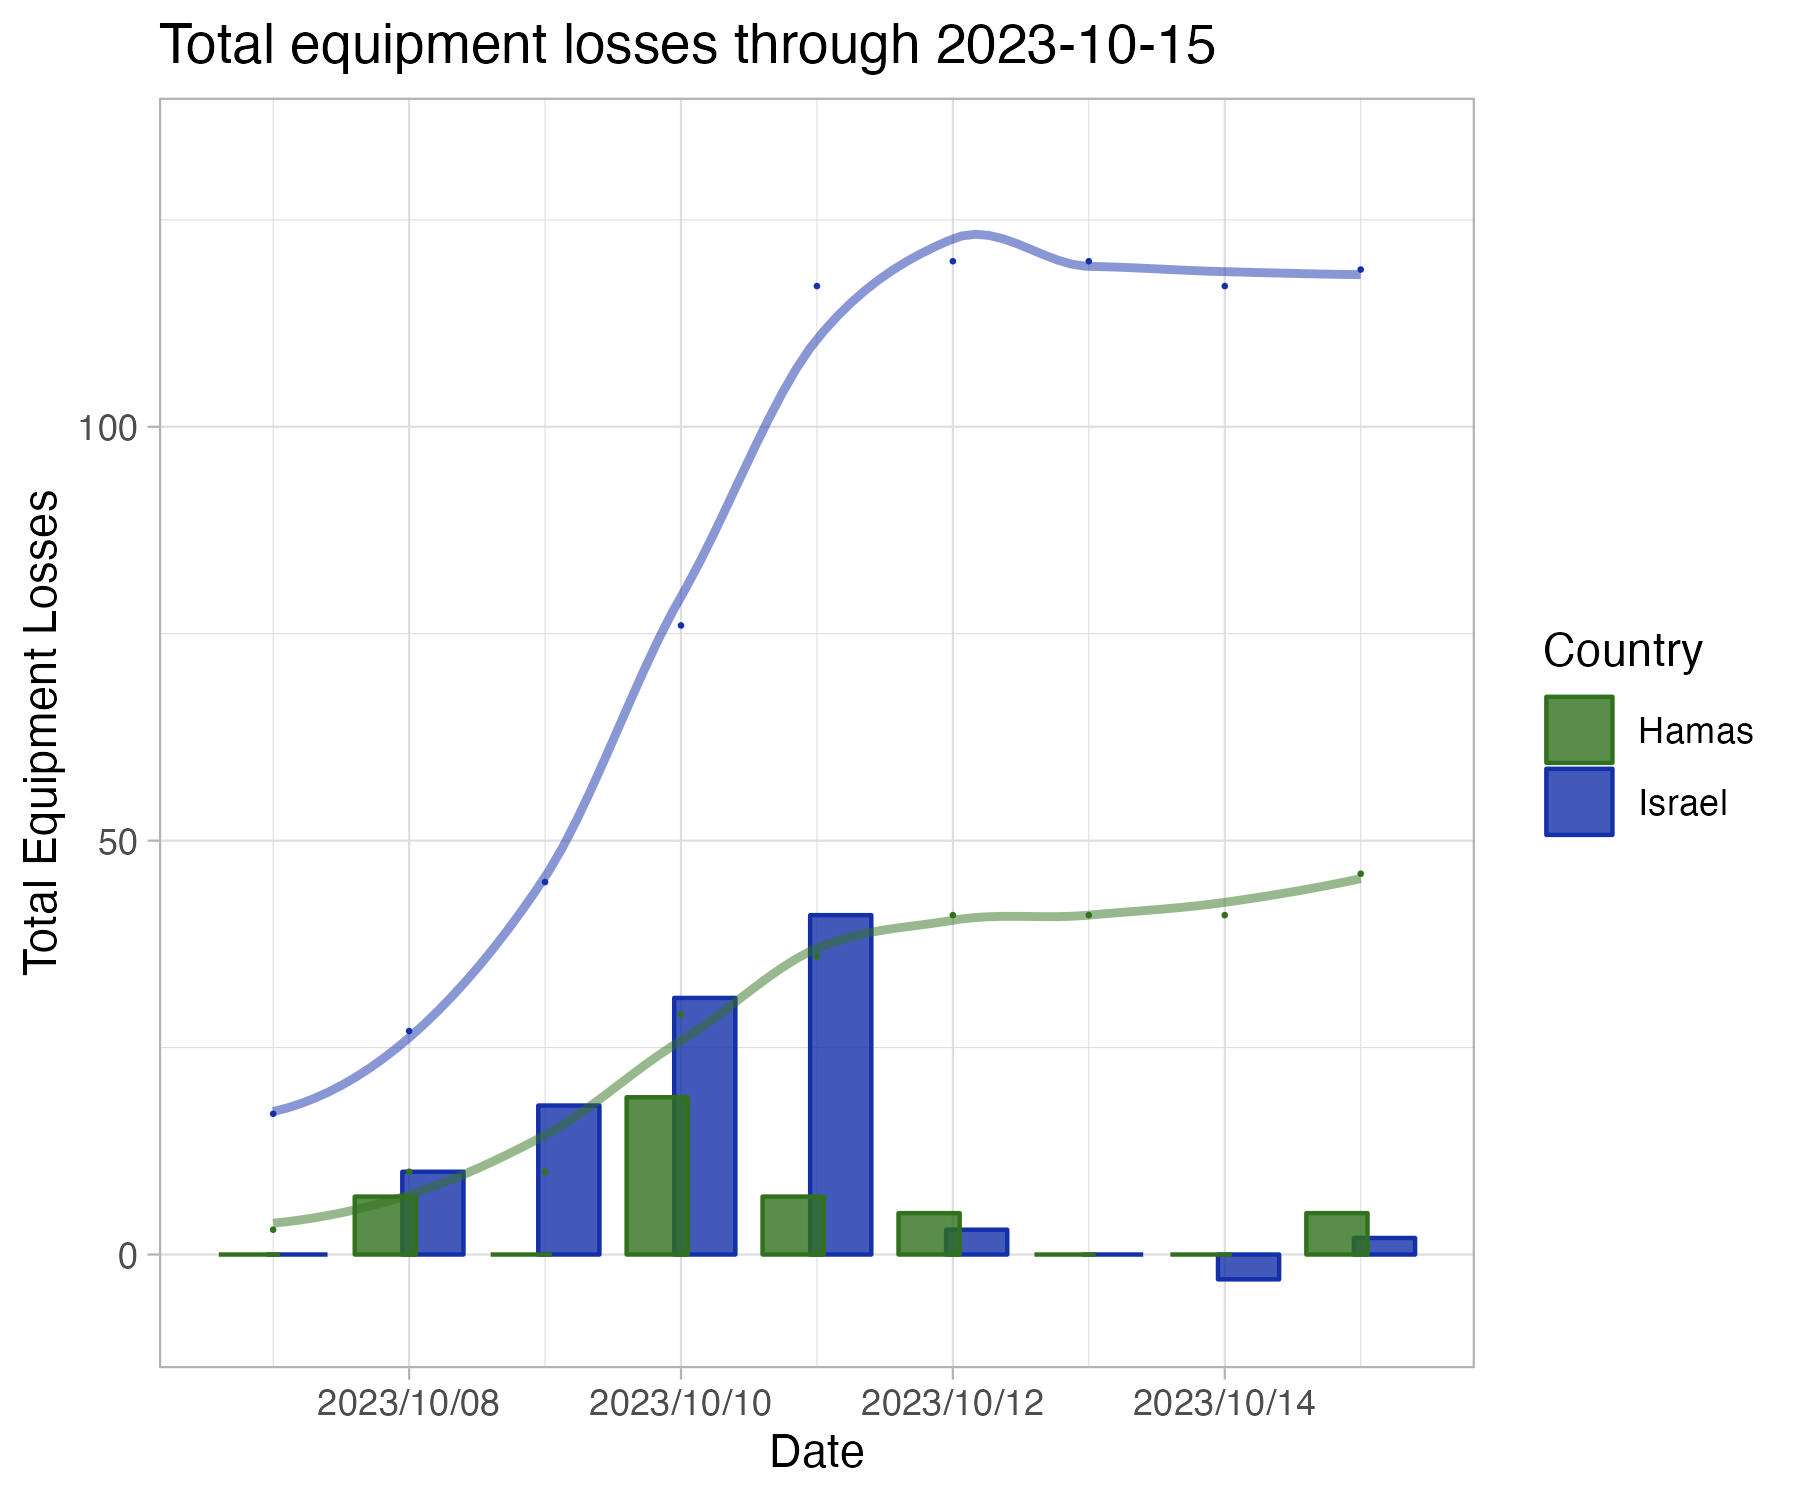 Total equipment losses through 2023-10-15
Total Equipment Losses
100
50
0
2023/10/08
2023/10/10
2023/10/12
2023/10/14
Date
Country
Hamas
Israel